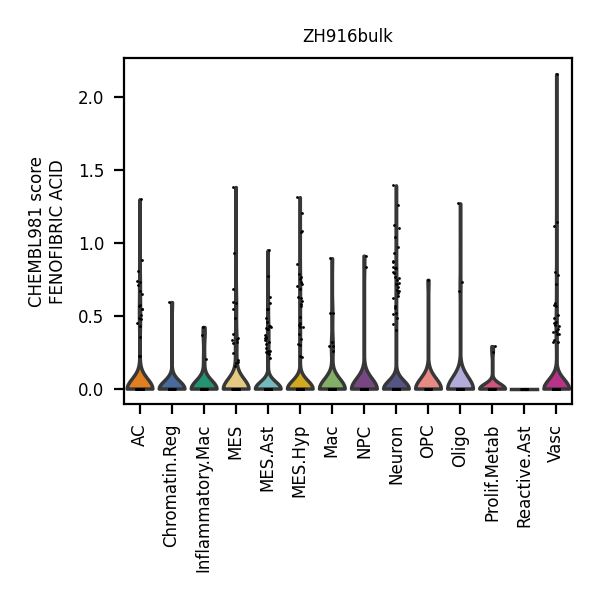 ZH916bulk
CHEMBL981 score
FENOFIBRIC ACID
2.0
1.5
1.0
0.5
0.0
AC
Chromatin.Reg
Inflammatory.Mac
MES
MES.Ast
MES.Hyp
Mac
NPC
Neuron
OPC
Oligo
Prolif.Metab
Reactive.Ast
Vasc